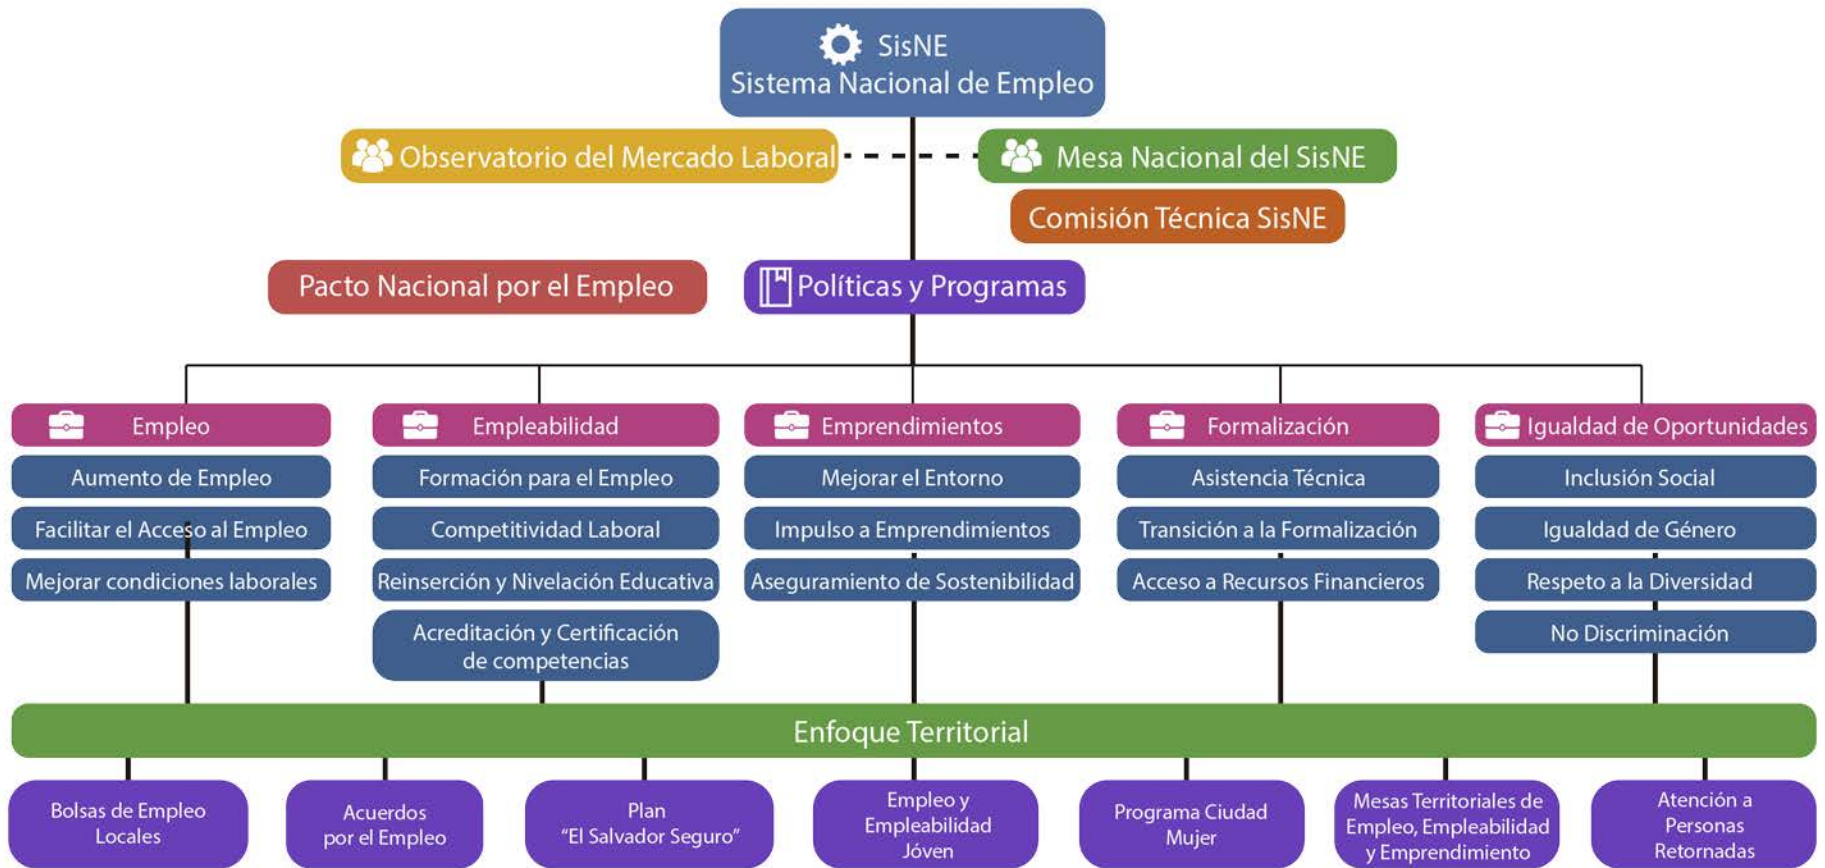 SisNE
Sistema Nacional de Empleo
Observatorio del Mercado Laboral
Mesa Nacional del SisNE
Comisión Técnica SisNE
Pacto Nacional por el Empleo
Políticas y Programas
Empleo
Aumento de Empleo
Facilitar el Acceso al Empleo
Mejorar condiciones laborales
Empleabilidad
Formación para el Empleo
Competitividad Laboral
Reinserción y Nivelación Educativa
Acreditación y Certificación
de competencias
Emprendimientos
Mejorar el Entorno
Impulso a Emprendimientos
Aseguramiento de Sostenibilidad
Formalización
Asistencia Técnica
Transición a la Formalización
Acceso a Recursos Financieros
Igualdad de Oportunidades
Inclusión Social
Igualdad de Género
Respeto a la Diversidad
No Discriminación
Enfoque Territorial
Bolsas de Empleo
Locales
Acuerdos
por el Empleo
Plan
“El Salvador Seguro”
Empleo y
Empleabilidad
Jóven
Programa Ciudad
Mujer
Mesas Territoriales de
Empleo, Empleabilidad
y Emprendimiento
Atención a
Personas
Retornadas